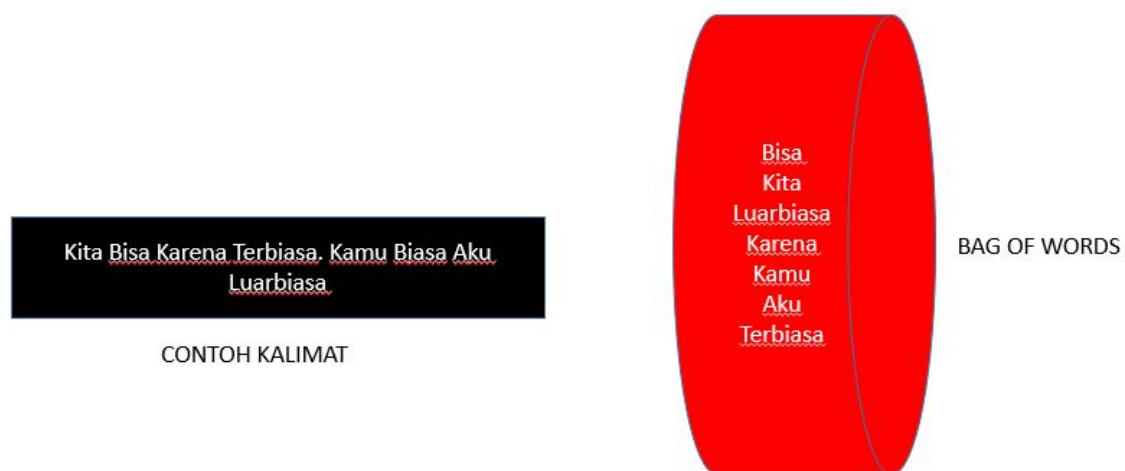 Kita Bisa Karena Terbiasa. Kamu Biasa Aku
Luarbiasa
CONTOH KALIMAT
Bisa
Kita
Luarbiasa
Karena
Kamu
Aku
Terbiasa
BAG OF WORDS